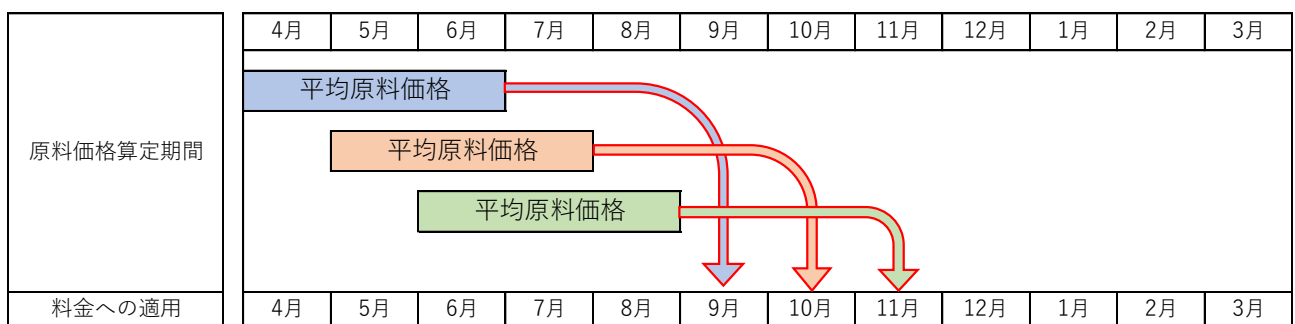 4月 5月 6月 7月 8月 9月 10月 11月 12月 1月 2月 3月
平均原料価格
平均原料価格
原料価格算定期間
平均原料価格
料金への適用 4月 5月 6月 7月 8月 9月 10月 11月 12月 1月 2月 3月